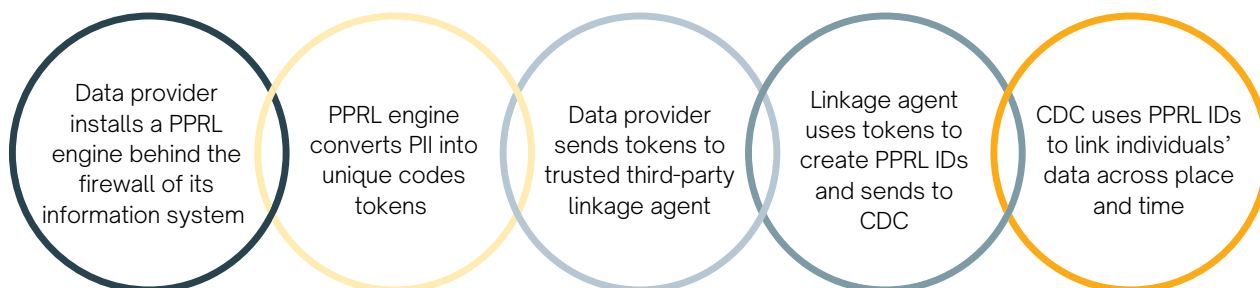 Data provider
installs a PPRL
engine behind the
firewall of its
information system
PPRL engine
converts PII into
unique codes
tokens
Data provider
sends tokens to
trusted third-party
linkage agent
Linkage agent
uses tokens to
create PPRL IDs
and sends to
CDC
CDC uses PPRL IDs
to link individuals’
data across place
and time